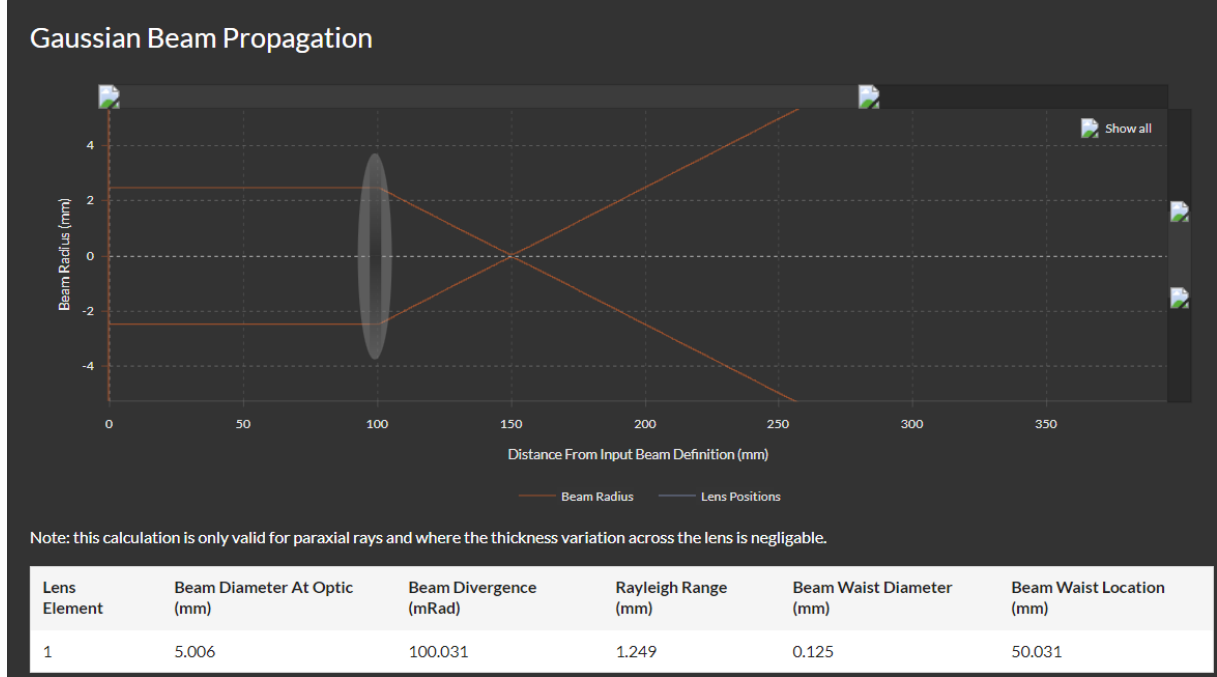 Gaussian Beam Propagation
Show all
4
2
0
-2
-4
Beam Radius (mm)
0 50 100 150 200 250 300 350
Distance From Input Beam Definition (mm)
Beam Radius Lens Positions
Note: this calculation is only valid for paraxial rays and where the thickness variation across the lens is negligable.
Lens Element Beam Diameter At Optic (mm) Beam Divergence (mRad) Rayleigh Range (mm) Beam Waist Diameter (mm) Beam Waist Location (mm)
1 5.006 100.031 1.249 0.125 50.031